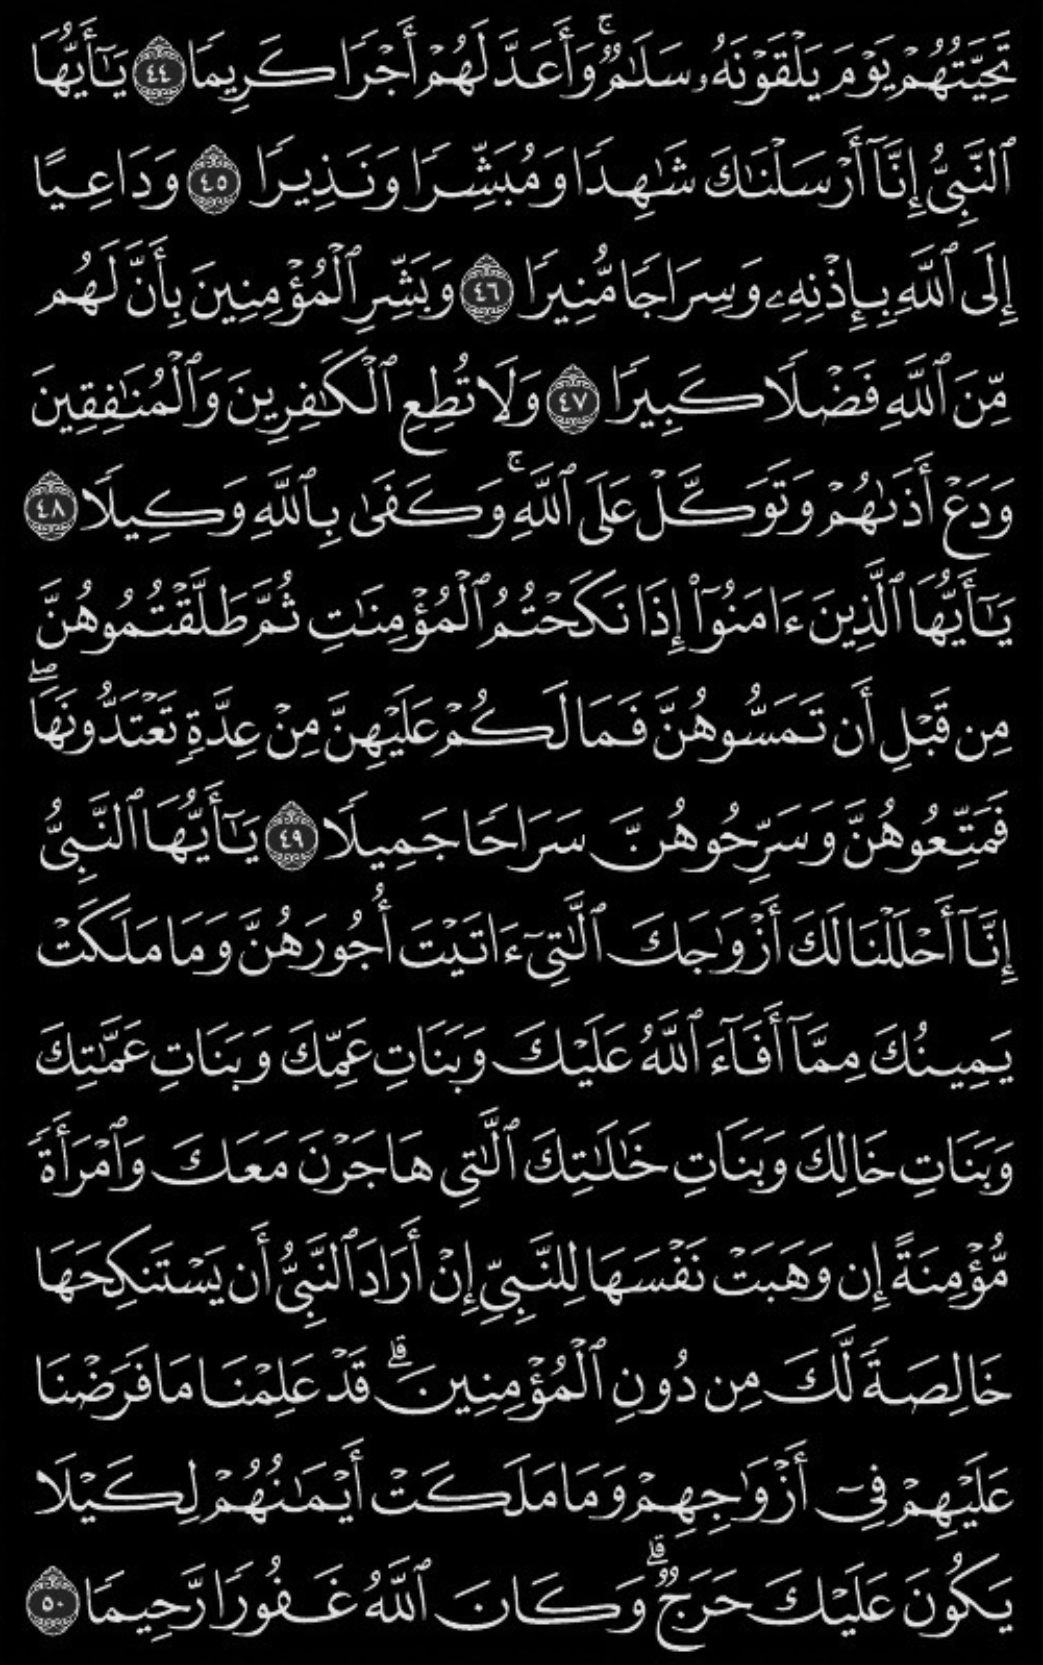 تَحِيَّتُهُمْ يَوْمَ يَلْقَوْنَهُۥ سَلَٰمٌۚ وَأَعَدَّ لَهُمْ أَجْرًا كَرِيمًا ٤٤ يَٰٓأَيُّهَا
ٱلنَّبِىُّ إِنَّآ أَرْسَلْنَٰكَ شَٰهِدًا وَمُبَشِّرًا وَنَذِيرًا ٤٥ وَدَاعِيًا
إِلَى ٱللَّهِ بِإِذْنِهِۦ وَسِرَاجًا مُّنِيرًا ٤٦ وَبَشِّرِ ٱلْمُؤْمِنِينَ بِأَنَّ لَهُم
مِّنَ ٱللَّهِ فَضْلًا كَبِيرًا ٤٧ وَلَا تُطِعِ ٱلْكَٰفِرِينَ وَٱلْمُنَٰفِقِينَ
وَدَعْ أَذَىٰهُمْ وَتَوَكَّلْ عَلَى ٱللَّهِۚ وَكَفَىٰ بِٱللَّهِ وَكِيلًا ٤٨
يَٰٓأَيُّهَا ٱلَّذِينَ ءَامَنُوٓا۟ إِذَا نَكَحْتُمُ ٱلْمُؤْمِنَٰتِ ثُمَّ طَلَّقْتُمُوهُنَّ
مِن قَبْلِ أَن تَمَسُّوهُنَّ فَمَا لَكُمْ عَلَيْهِنَّ مِنْ عِدَّةٍ تَعْتَدُّونَهَاۖ
فَمَتِّعُوهُنَّ وَسَرِّحُوهُنَّ سَرَاحًا جَمِيلًا ٤٩ يَٰٓأَيُّهَا ٱلنَّبِىُّ
إِنَّآ أَحْلَلْنَا لَكَ أَزْوَٰجَكَ ٱلَّٰتِىٓ ءَاتَيْتَ أُجُورَهُنَّ وَمَا مَلَكَتْ
يَمِينُكَ مِمَّآ أَفَآءَ ٱللَّهُ عَلَيْكَ وَبَنَاتِ عَمِّكَ وَبَنَاتِ عَمَّٰتِكَ
وَبَنَاتِ خَالِكَ وَبَنَاتِ خَٰلَٰتِكَ ٱلَّٰتِى هَاجَرْنَ مَعَكَ وَٱمْرَأَةً
مُّؤْمِنَةً إِن وَهَبَتْ نَفْسَهَا لِلنَّبِىِّ إِنْ أَرَادَ ٱلنَّبِىُّ أَن يَسْتَنكِحَهَا
خَالِصَةً لَّكَ مِن دُونِ ٱلْمُؤْمِنِينَۗ قَدْ عَلِمْنَا مَا فَرَضْنَا
عَلَيْهِمْ فِىٓ أَزْوَٰجِهِمْ وَمَا مَلَكَتْ أَيْمَٰنُهُمْ لِكَيْلَا
يَكُونَ عَلَيْكَ حَرَجٌۗ وَكَانَ ٱللَّهُ غَفُورًا رَّحِيمًا ٥٠